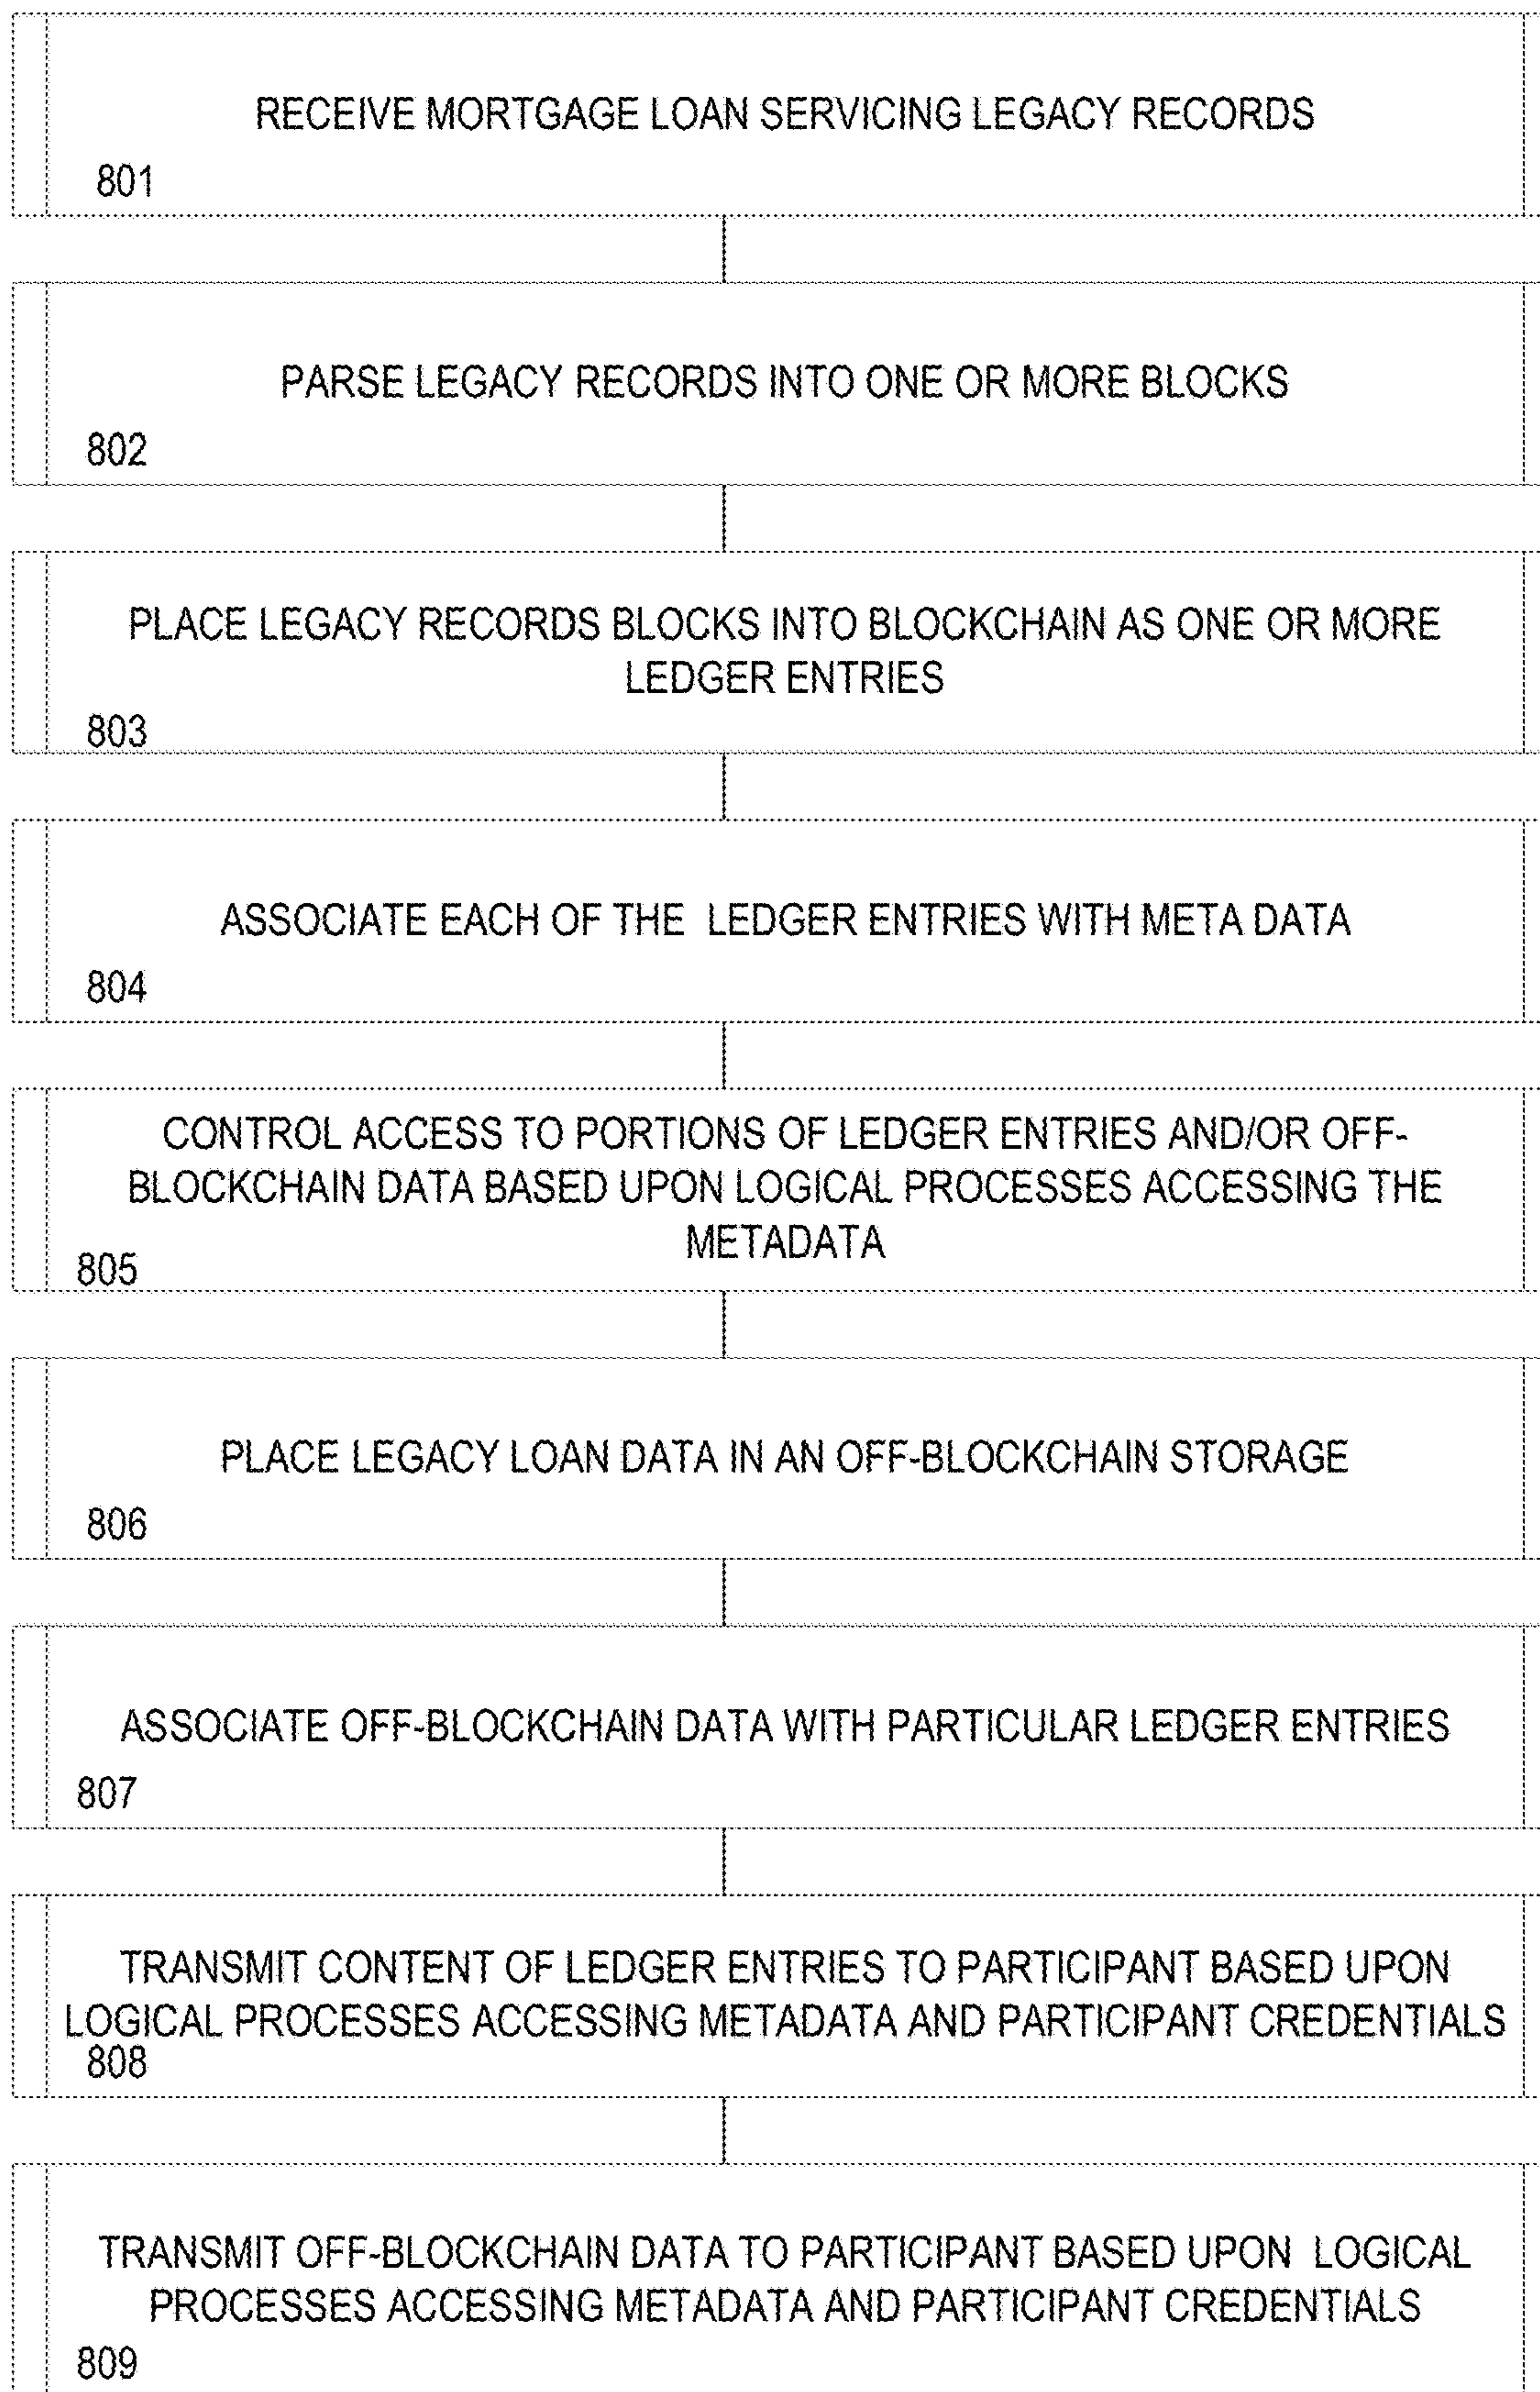 RECEIVE MORTGAGE LOAN SERVICING LEGACY RECORDS
801
PARSE LEGACY RECORDS INTO ONE OR MORE BLOCKS
802
PLACE LEGACY RECORDS BLOCKS INTO BLOCKCHAIN AS ONE OR MORE
LEDGER ENTRIES
803
ASSOCIATE EACH OF THE LEDGER ENTRIES WITH META DATA
804
CONTROL ACCESS TO PORTIONS OF LEDGER ENTRIES AND/OR OFF-
BLOCKCHAIN DATA BASED UPON LOGICAL PROCESSES ACCESSING THE
METADATA
805
PLACE LEGACY LOAN DATA IN AN OFF-BLOCKCHAIN STORAGE
806
ASSOCIATE OFF-BLOCKCHAIN DATA WITH PARTICULAR LEDGER ENTRIES
807
TRANSMIT CONTENT OF LEDGER ENTRIES TO PARTICIPANT BASED UPON
LOGICAL PROCESSES ACCESSING METADATA AND PARTICIPANT CREDENTIALS
808
TRANSMIT OFF-BLOCKCHAIN DATA TO PARTICIPANT BASED UPON LOGICAL
PROCESSES ACCESSING METADATA AND PARTICIPANT CREDENTIALS
809